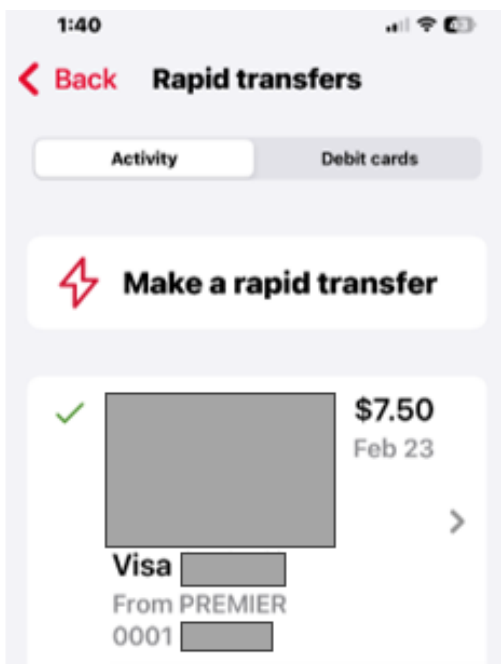 1:40
43
Back Rapid transfers
Activity Debit cards
Make a rapid transfer
$7.50
Feb 23
Visa
From PREMIER
0001